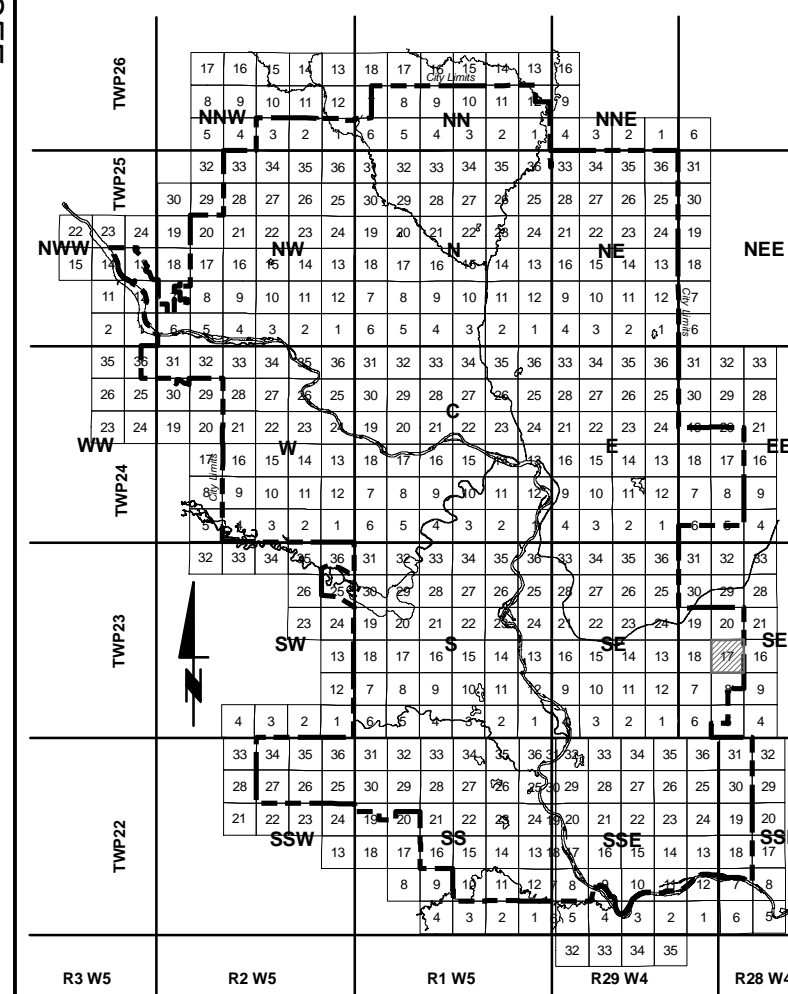 17 16 15 14 13 18 17 16 15 14 13 16
City Limits
TWP26
8 9 10 11 12 8 9 10 11 12 9
NNW NN NNE
5 4 3 2 1 6 5 4 3 2 1 4 3 2 1 6
32 33 34 35 36 31 32 33 34 35 36 33 34 35 36 31
TWP25
30 29 28 27 26 25 30 29 28 27 26 25 28 27 26 25 30
22 23 24 19 20 21 22 23 24 19 20 21 22 23 24 21 22 23 24 19
NWW NW N NE NEE
15 14 18 17 16 15 14 13 18 17 16 15 14 13 16 15 14 13 18
11 8 9 10 11 12 7 8 9 10 11 12 9 10 11 12 7
City Limits
2 6 5 4 3 2 1 6 5 4 3 2 1 4 3 2 1 6
35 36 31 32 33 34 35 36 31 32 33 34 35 36 33 34 35 36 31 32 33
26 25 30 29 28 27 26 25 30 29 28 27 26 25 28 27 26 25 30 29 28
C
23 24 19 20 21 22 23 24 19 20 21 22 23 24 21 22 23 24 19 20 21
WW W E EE
17 16 15 14 13 18 17 16 15 14 13 16 15 14 13 18 17 16
City Limits
TWP24
8 9 10 11 12 7 8 9 10 11 12 9 10 11 12 7 8 9
5 4 3 2 1 6 5 4 3 2 1 4 3 2 1 6 5 4
32 33 34 35 36 31 32 33 34 35 36 33 34 35 36 31 32 33
26 25 30 29 28 27 26 25 28 27 26 25 30 29 28
23 24 19 20 21 22 23 24 21 22 23 24 19 20 21
TWP23
SW S SE SE
13 18 17 16 15 14 13 16 15 14 13 18 17 16
12 7 8 9 10 11 12 9 10 11 12 7 8 9
N
4 3 2 1 6 5 4 3 2 1 4 3 2 1 6 4
33 34 35 36 31 32 33 34 35 36 31 32 33 34 35 36 31 32
28 27 26 25 30 29 28 27 26 25 30 29 28 27 26 25 30 29
21 22 23 24 19 20 21 22 23 24 19 20 21 22 23 24 19 20
TWP22
SSW SS SSE SS
13 18 17 16 15 14 13 18 17 16 15 14 13 18 17
8 9 10 11 12 7 8 9 10 11 12 7 8
4 3 2 1 6 5 4 3 2 1 6 5
32 33 34 35
R3 W5 R2 W5 R1 W5 R29 W4 R28 W4